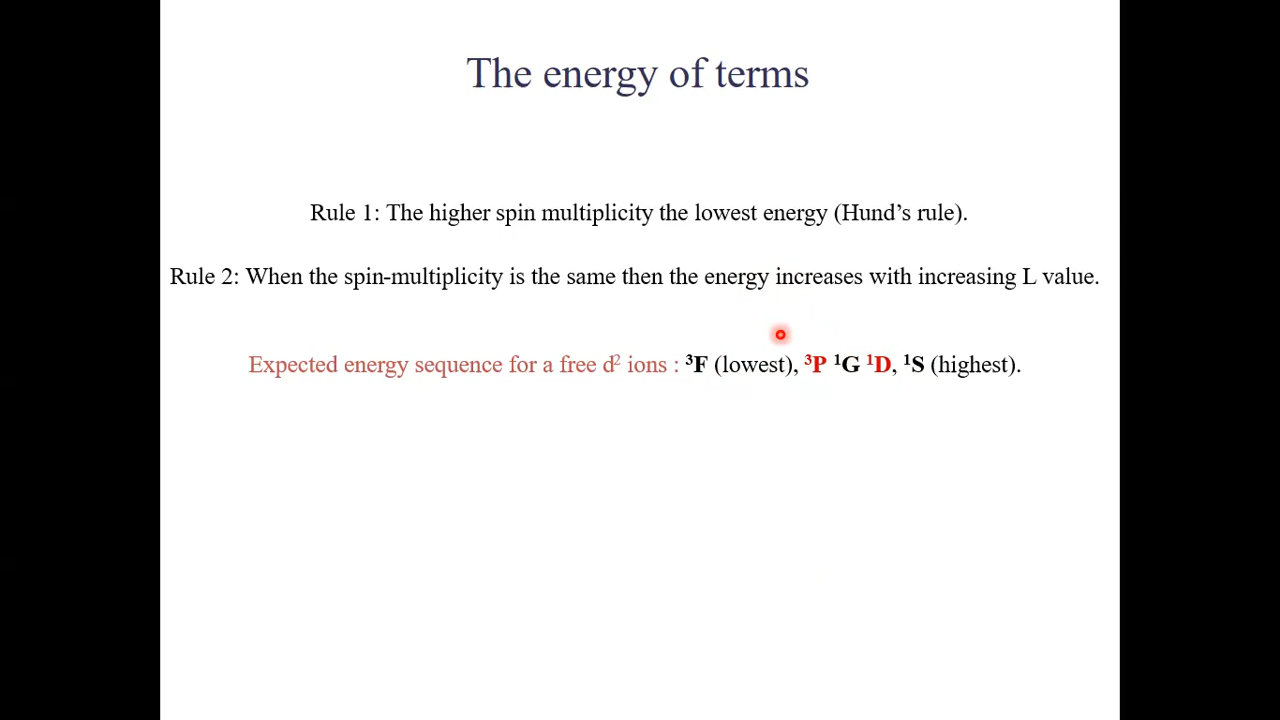 The energy of terms
Rule 1: The higher spin multiplicity the lowest energy (Hund’s rule).
Rule 2: When the spin-multiplicity is the same then the energy increases with increasing L value.
Expected energy sequence for a free d² ions : ³F (lowest), ³P ¹G ¹D, ¹S (highest).